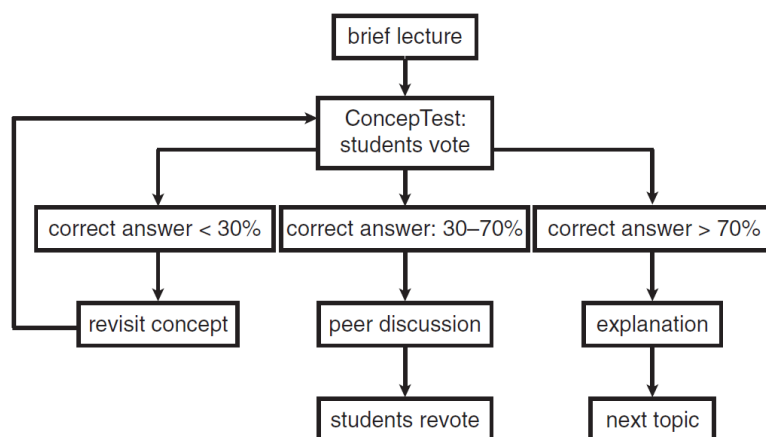 brief lecture
ConcepTest:
students vote
correct answer < 30%
correct answer: 30–70%
correct answer > 70%
revisit concept
peer discussion
explanation
students revote
next topic